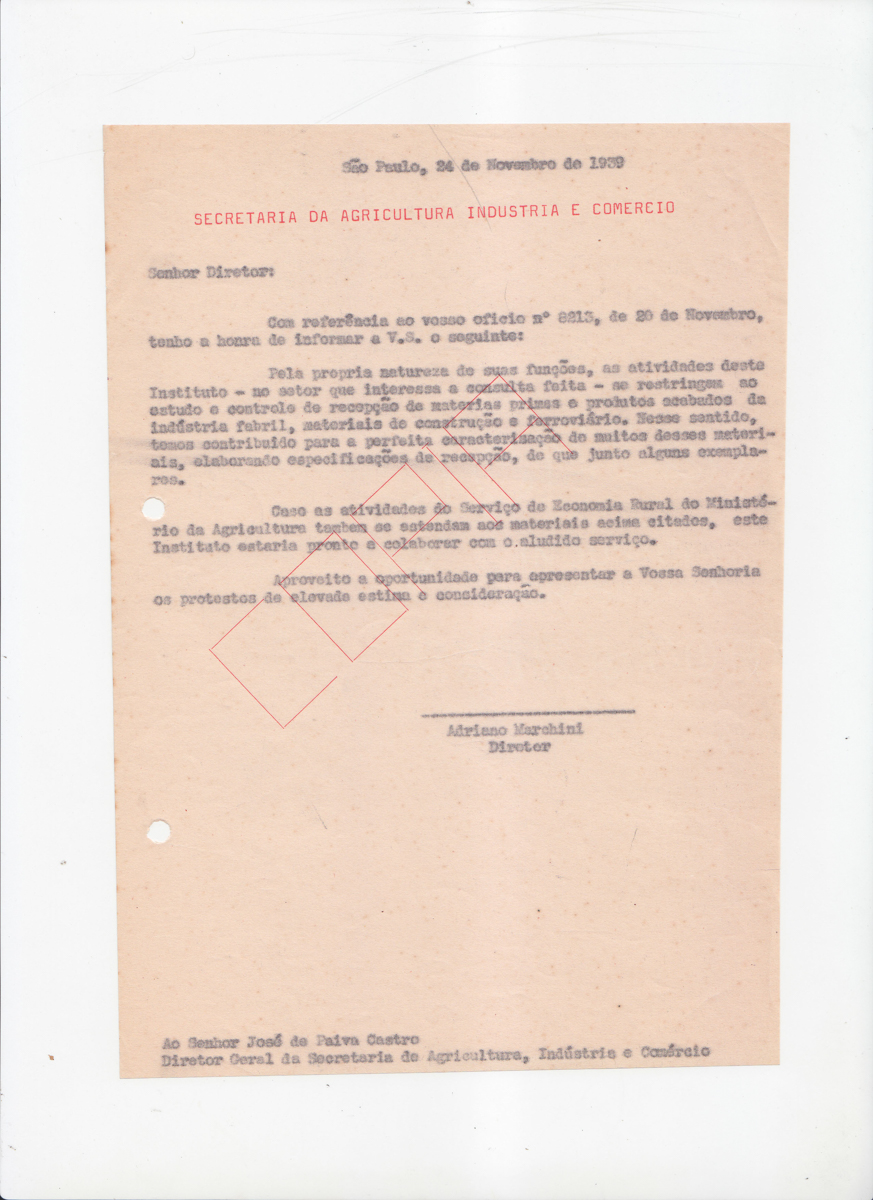 São Paulo, 24 de Novembro de 1939
SECRETARIA DA AGRICULTURA INDUSTRIA E COMERCIO
Senhor Diretor:
Com referência ao vosso oficio nº 8213, de 20 de Novembro,
tenho a honra de informar a V.S. o seguinte:
Pela propria natureza de suas funções, as atividades deste
Instituto - no setor que interessa a consulta feita - se restringem ao
estudo e controle de recepção de materias primas e produtos acabados da
indústria fabril, materiais de construção e ferroviário. Nesse sentido,
temos contribuido para a perfeita caracterização de muitos desses materi-
ais, elaborando especificações de recepção, de que junto alguns exempla-
res.
Caso as atividades do Serviço de Economia Rural do Ministé-
rio da Agricultura tambem se estendam aos materiais acima citados, este
Instituto estaria pronto a colaborar com o.aludido serviço.
Aproveito a oportunidade para apresentar a Vossa Senhoria
os protestos de elevada estima e consideração.
Adriano Marchini
Diretor
Ao Senhor José de Paiva Castro
Diretor Geral da Secretaria de Agricultura, Indústria e Comércio